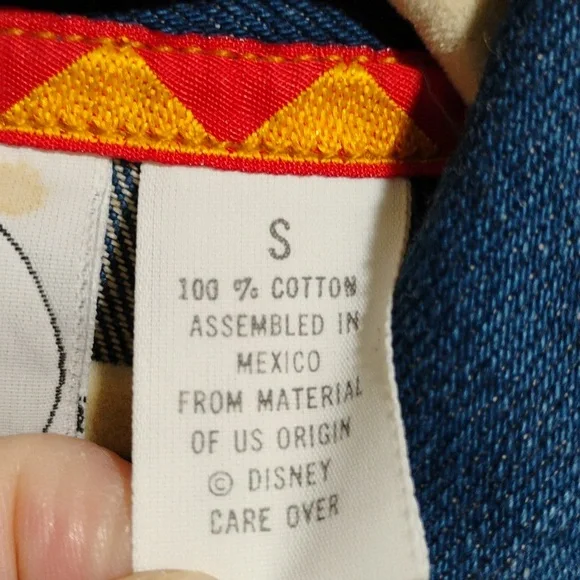 S
100 % COTTON
ASSEMBLED IN
MEXICO
FROM MATERIAL
OF US ORIGIN
© DISNEY
CARE OVER